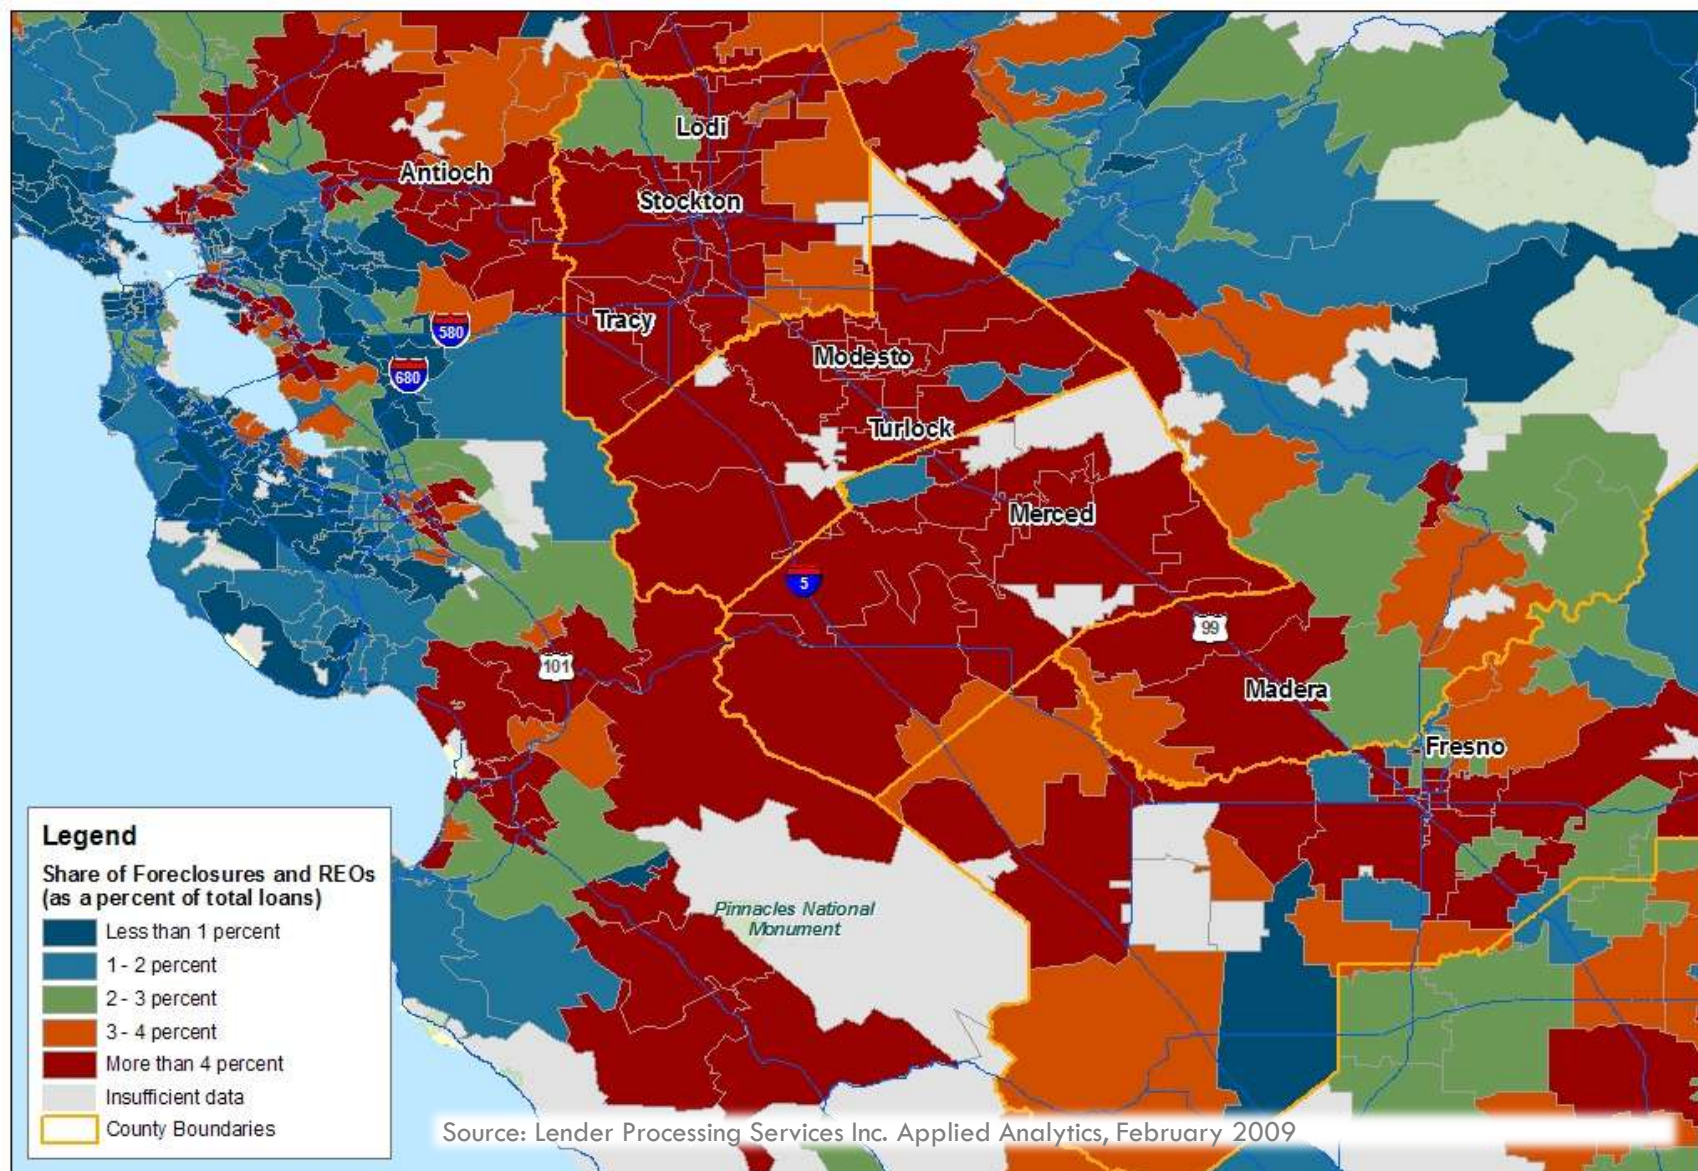 Lodi
Antioch
Stockton
Tracy
580
Modesto
680
Turlock
Merced
5
99
101
Madera
Fresno
Pinnacles National
Monument
Legend
Share of Foreclosures and REOs
(as a percent of total loans)
Less than 1 percent
1 - 2 percent
2 - 3 percent
3 - 4 percent
More than 4 percent
Insufficient data
County Boundaries
Source: Lender Processing Services Inc. Applied Analytics, February 2009